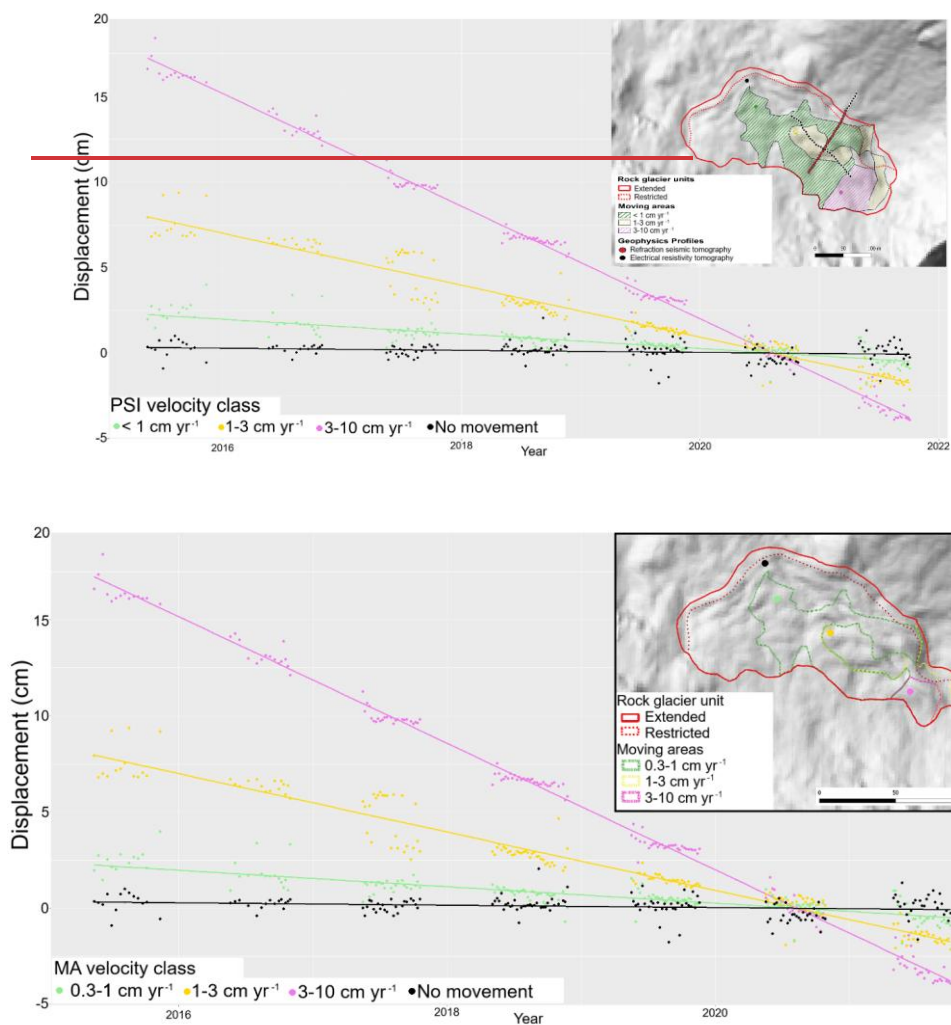 20
15
10
5
0
-5
Displacement (cm)
Rock glacier units
Extended
Restricted
Moving areas
< 1 cm yr⁻¹
1-3 cm yr⁻¹
3-10 cm yr⁻¹
Geophysics Profiles
Refraction seismic tomography
Electrical resistivity tomography
PSI velocity class
< 1 cm yr⁻¹ 1-3 cm yr⁻¹ 3-10 cm yr⁻¹ No movement
2016 2018 2020 2022
Year
20
15
10
5
0
-5
Displacement (cm)
Rock glacier unit
Extended
Restricted
Moving areas
0.3-1 cm yr⁻¹
1-3 cm yr⁻¹
3-10 cm yr⁻¹
0 50
MA velocity class
0.3-1 cm yr⁻¹ 1-3 cm yr⁻¹ 3-10 cm yr⁻¹ No movement
2016 2018 2020
Year